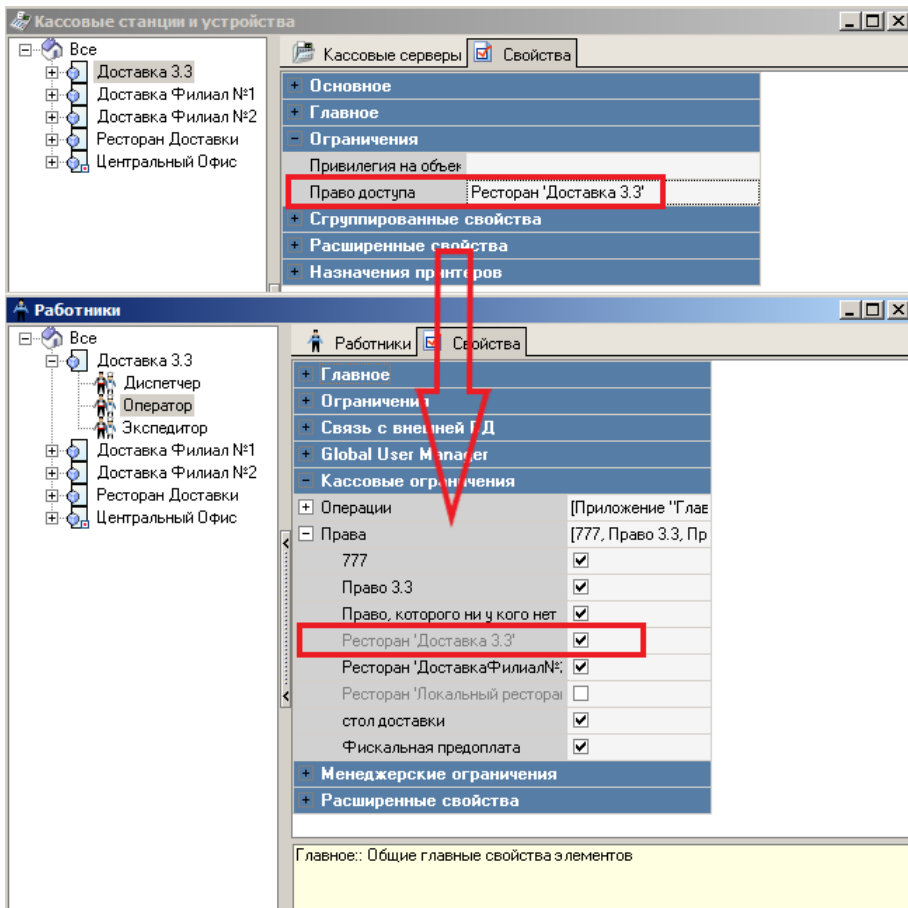 Кассовые станции и устройства
Все
Доставка 3.3
Доставка Филиал №1
Доставка Филиал №2
Ресторан Доставки
Центральный Офис
Кассовые серверы Свойства
Основное
Главное
Ограничения
Привилегия на объек
Право доступа Ресторан 'Доставка 3.3'
Сгруппированные свойства
Расширенные свойства
Назначения принтеров
Работники
Все
Доставка 3.3
Диспетчер
Оператор
Экспедитор
Доставка Филиал №1
Доставка Филиал №2
Ресторан Доставки
Центральный Офис
Работники Свойства
Главное
Ограничения
Связь с внешней БД
Global User Manager
Кассовые ограничения
Операции [Приложение "Глав
Права [777, Право 3.3, Пр
777
Право 3.3
Право, которого ни у кого нет
Ресторан 'Доставка 3.3'
Ресторан 'ДоставкаФилиал№
Ресторан 'Локальный рестора
стол доставки
Фискальная предоплата
Менеджерские ограничения
Расширенные свойства
Главное:: Общие главные свойства элементов